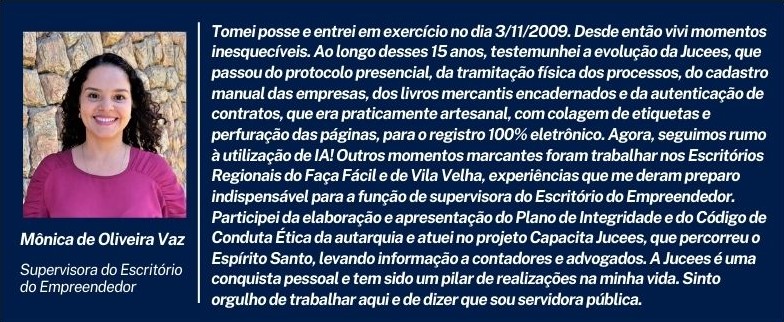 Mônica de Oliveira Vaz
Supervisora do Escritório
do Empreendedor
Tomei posse e entrei em exercício no dia 3/11/2009. Desde então vivi momentos
inesquecíveis. Ao longo desses 15 anos, testemunhei a evolução da Jucees, que
passou do protocolo presencial, da tramitação física dos processos, do cadastro
manual das empresas, dos livros mercantis encadernados e da autenticação de
contratos, que era praticamente artesanal, com colagem de etiquetas e
perfuração das páginas, para o registro 100% eletrônico. Agora, seguimos rumo
à utilização de IA! Outros momentos marcantes foram trabalhar nos Escritórios
Regionais do Faça Fácil e de Vila Velha, experiências que me deram preparo
indispensável para a função de supervisora do Escritório do Empreendedor.
Participei da elaboração e apresentação do Plano de Integridade e do Código de
Conduta Ética da autarquia e atuei no projeto Capacita Jucees, que percorreu o
Espírito Santo, levando informação a contadores e advogados. A Jucees é uma
conquista pessoal e tem sido um pilar de realizações na minha vida. Sinto
orgulho de trabalhar aqui e de dizer que sou servidora pública.